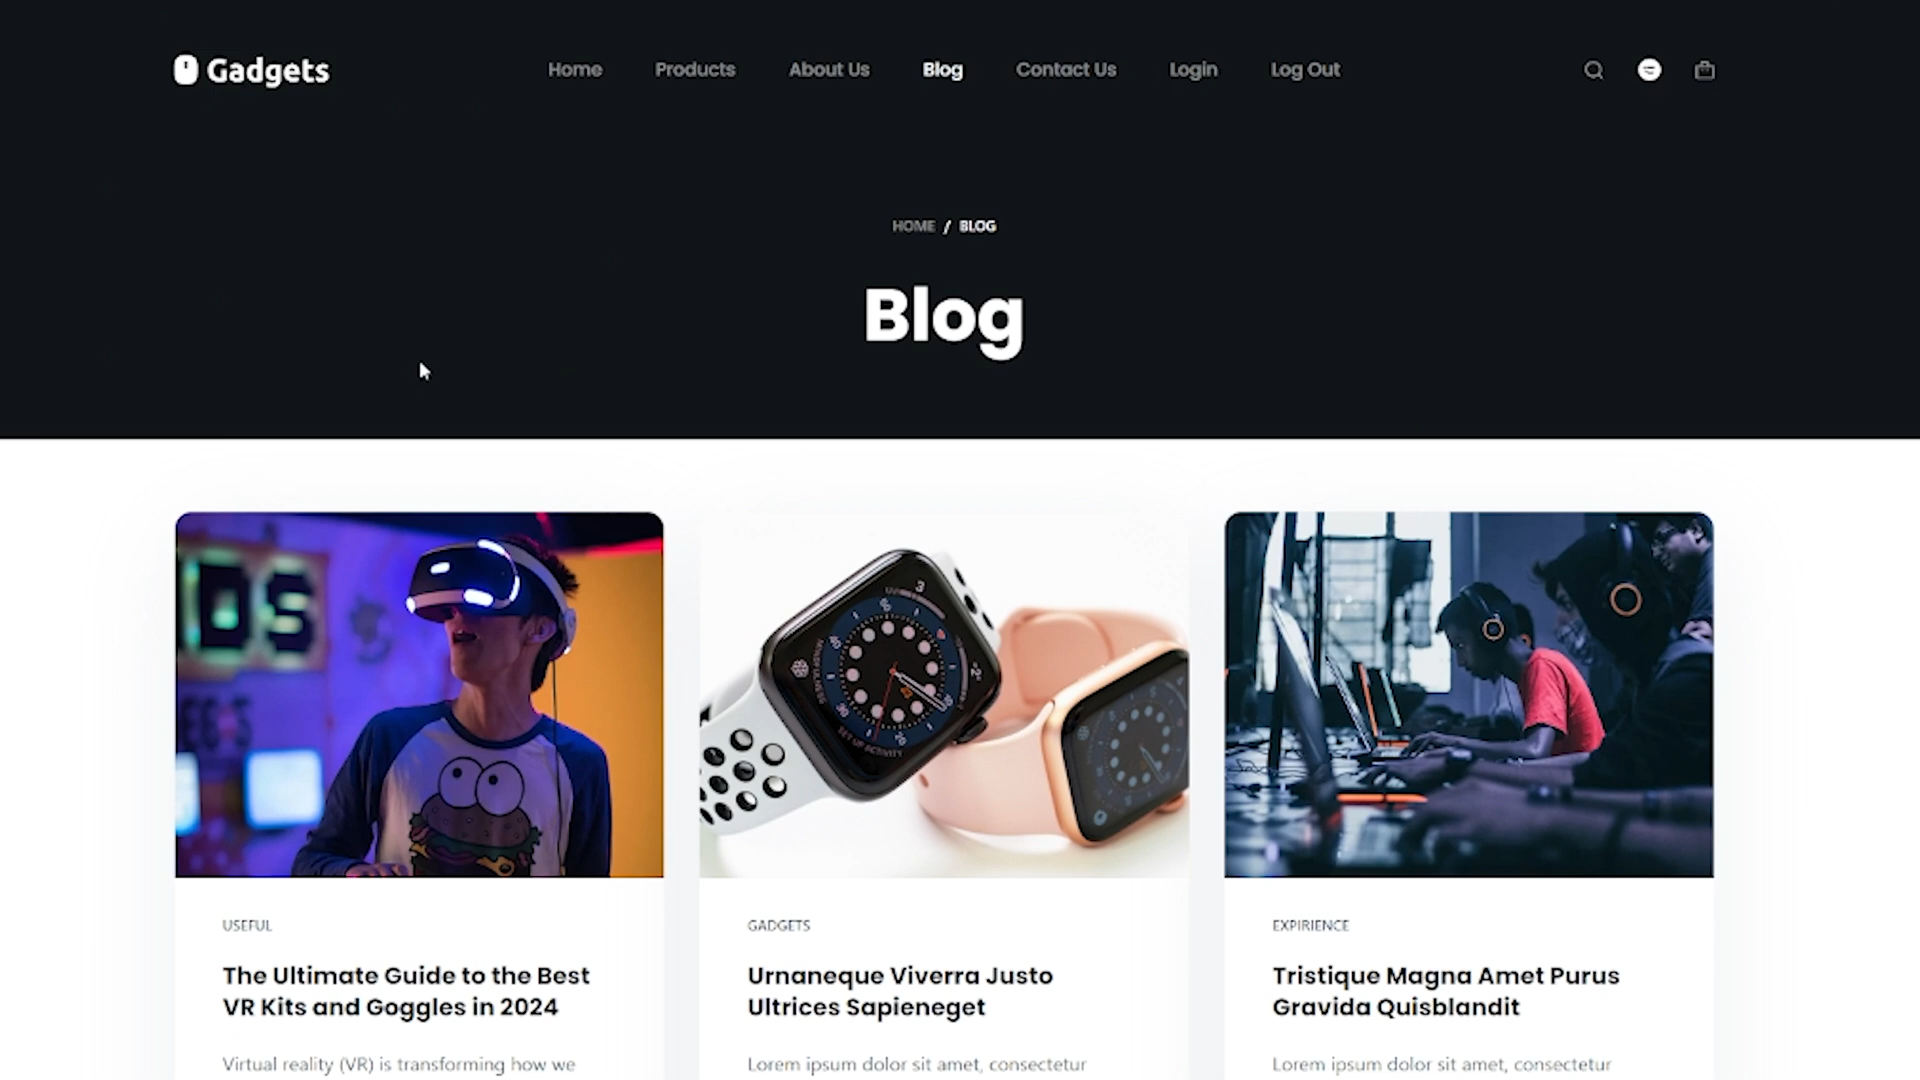 Gadgets
Home Products About Us Blog Contact Us Login Log Out
HOME / BLOG
Blog
USEFUL
The Ultimate Guide to the Best
VR Kits and Goggles in 2024
Virtual reality (VR) is transforming how we
GADGETS
Urnaneque Viverra Justo
Ultrices Sapieneget
Lorem ipsum dolor sit amet, consectetur
EXPIRIENCE
Tristique Magna Amet Purus
Gravida Quisblandit
Lorem ipsum dolor sit amet, consectetur